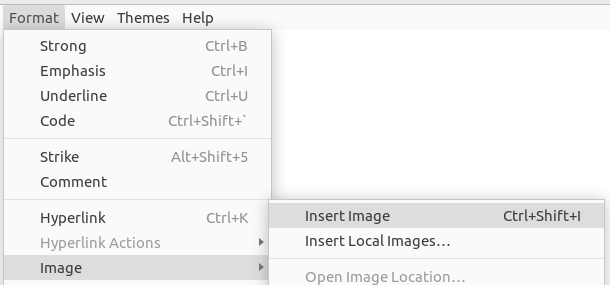 Format View Themes Help
Strong Ctrl+B
Emphasis Ctrl+I
Underline Ctrl+U
Code Ctrl+Shift+`
Strike Alt+Shift+5
Comment
Hyperlink Ctrl+K
Hyperlink Actions
Image
Insert Image Ctrl+Shift+I
Insert Local Images…
Open Image Location…